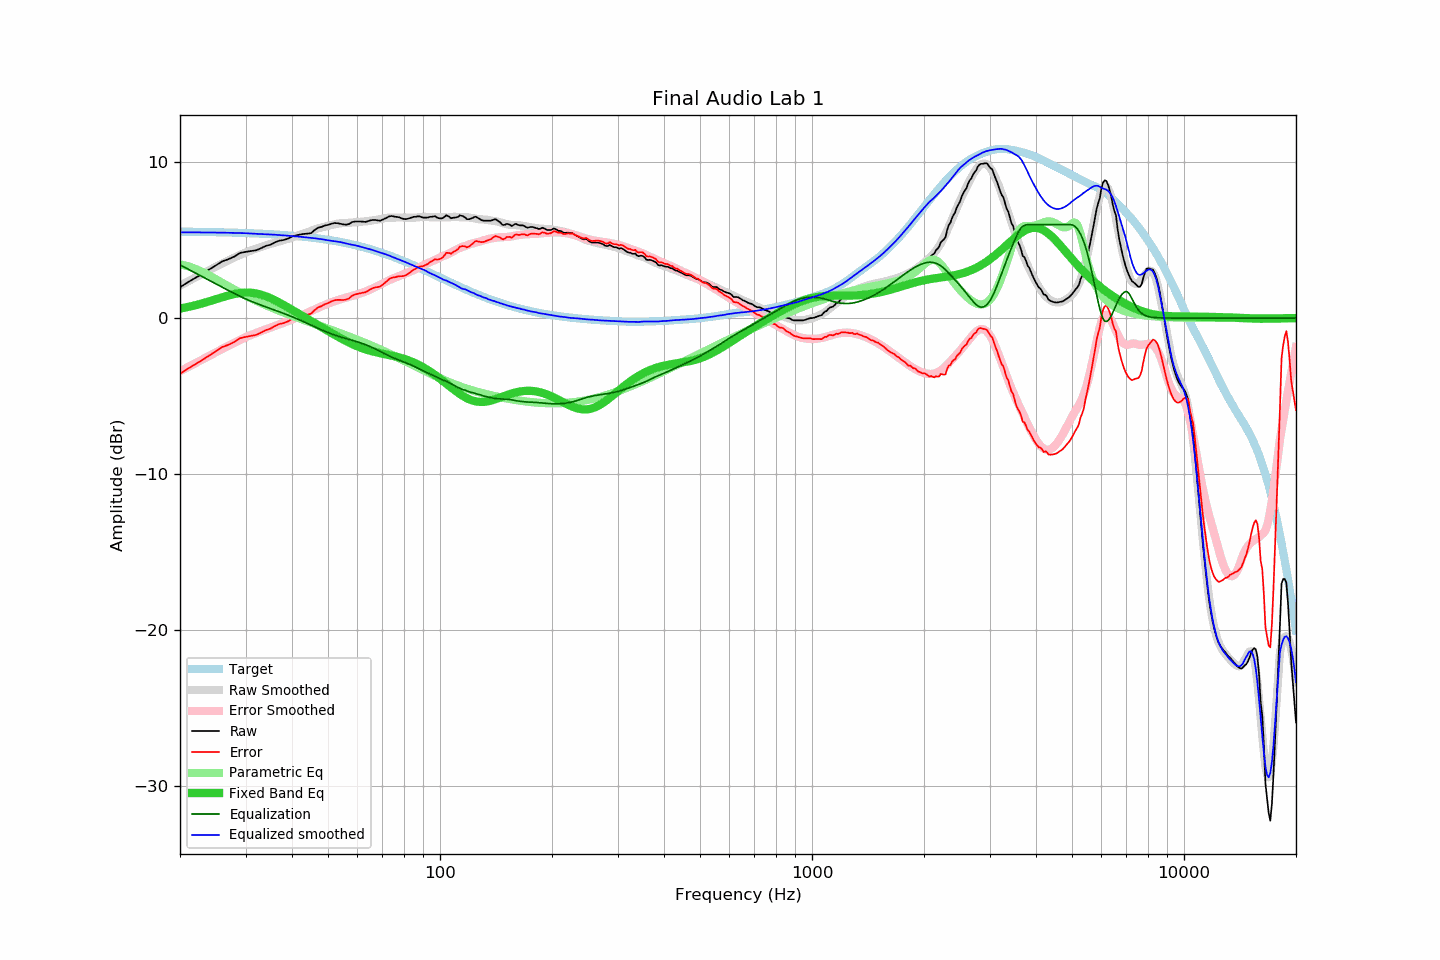 Final Audio Lab 1
10
0
−10
−20
−30
Amplitude (dBr)
Target
Raw Smoothed
Error Smoothed
Raw
Error
Parametric Eq
Fixed Band Eq
Equalization
Equalized smoothed
100
1000
10000
Frequency (Hz)